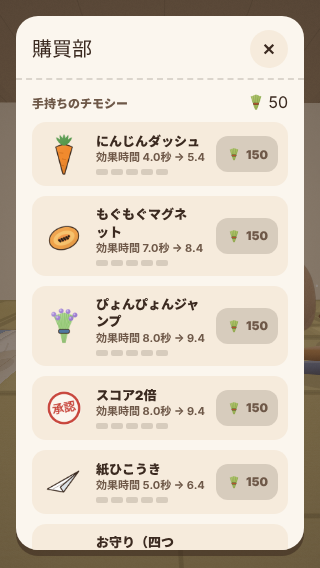 購買部
手持ちのチモシー
50
にんじんダッシュ
効果時間 4.0秒 → 5.4
150
もぐもぐマグネ
ット
効果時間 7.0秒 → 8.4
150
ぴょんぴょんジャ
ンプ
効果時間 8.0秒 → 9.4
150
承認
スコア2倍
効果時間 8.0秒 → 9.4
150
紙ひこうき
効果時間 5.0秒 → 6.4
150
お守り（四つ